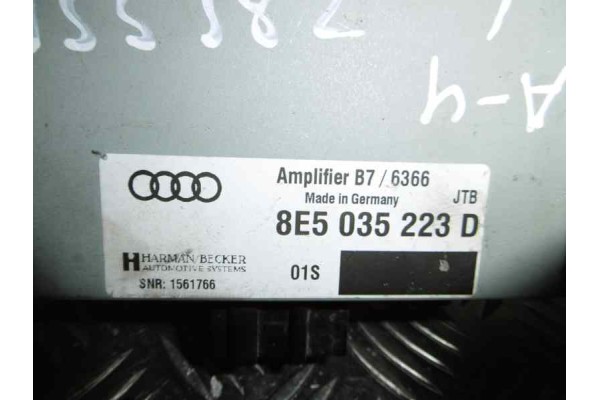 A-4
Amplifier B7 / 6366
Made in Germany
JTB
8E5 035 223 D
HARMAN/BECKER
AUTOMOTIVE SYSTEMS
01S
SNR: 1561766